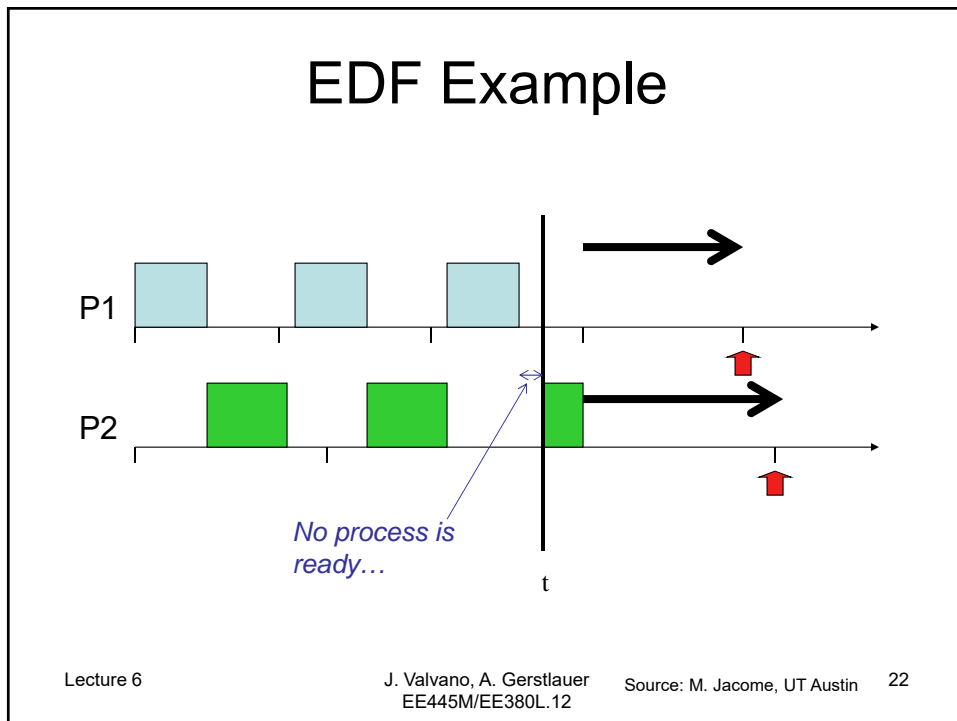 EDF Example
P1
P2
No process is
ready…
t
Lecture 6
J. Valvano, A. Gerstlauer
EE445M/EE380L.12
Source: M. Jacome, UT Austin
22